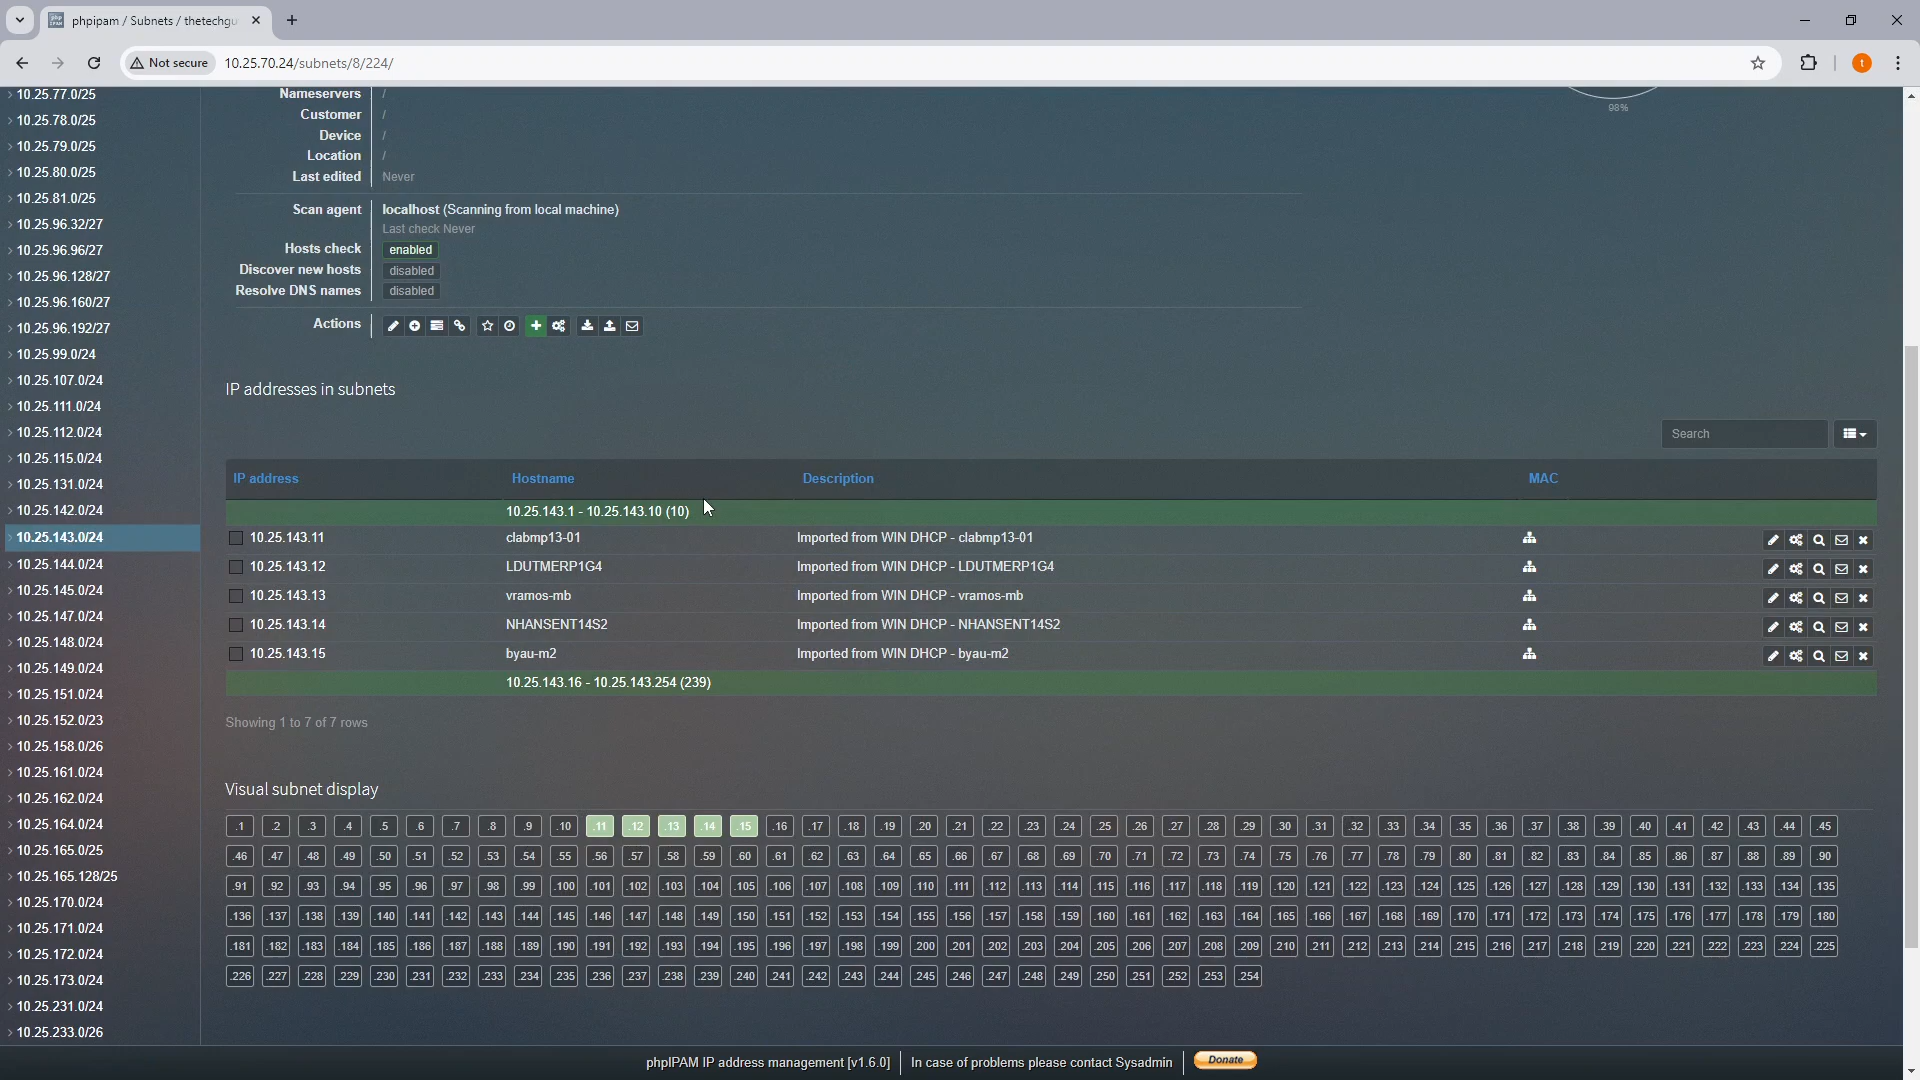 phpipam / Subnets / thetechgu
Not secure
10.25.70.24/subnets/8/224/
10.25.77.0/25
10.25.78.0/25
10.25.79.0/25
10.25.80.0/25
10.25.81.0/25
10.25.96.32/27
10.25.96.96/27
10.25.96.128/27
10.25.96.160/27
10.25.96.192/27
10.25.99.0/24
10.25.107.0/24
10.25.111.0/24
10.25.112.0/24
10.25.115.0/24
10.25.131.0/24
10.25.142.0/24
10.25.143.0/24
10.25.144.0/24
10.25.145.0/24
10.25.147.0/24
10.25.148.0/24
10.25.149.0/24
10.25.151.0/24
10.25.152.0/23
10.25.158.0/26
10.25.161.0/24
10.25.162.0/24
10.25.164.0/24
10.25.165.0/25
10.25.165.128/25
10.25.170.0/24
10.25.171.0/24
10.25.172.0/24
10.25.173.0/24
10.25.231.0/24
10.25.233.0/26
Nameservers /
Customer /
Device /
Location /
Last edited Never
98%
Scan agent localhost (Scanning from local machine)
Last check Never
Hosts check enabled
Discover new hosts disabled
Resolve DNS names disabled
Actions
IP addresses in subnets
Search
IP address Hostname Description MAC
10.25.143.1 - 10.25.143.10 (10)
10.25.143.11 clabmp13-01 Imported from WIN DHCP - clabmp13-01
10.25.143.12 LDUTMERP1G4 Imported from WIN DHCP - LDUTMERP1G4
10.25.143.13 vramos-mb Imported from WIN DHCP - vramos-mb
10.25.143.14 NHANSENT14S2 Imported from WIN DHCP - NHANSENT14S2
10.25.143.15 byau-m2 Imported from WIN DHCP - byau-m2
10.25.143.16 - 10.25.143.254 (239)
Showing 1 to 7 of 7 rows
Visual subnet display
.1 .2 .3 .4 .5 .6 .7 .8 .9 .10 .11 .12 .13 .14 .15 .16 .17 .18 .19 .20 .21 .22 .23 .24 .25 .26 .27 .28 .29 .30 .31 .32 .33 .34 .35 .36 .37 .38 .39 .40 .41 .42 .43 .44 .45
.46 .47 .48 .49 .50 .51 .52 .53 .54 .55 .56 .57 .58 .59 .60 .61 .62 .63 .64 .65 .66 .67 .68 .69 .70 .71 .72 .73 .74 .75 .76 .77 .78 .79 .80 .81 .82 .83 .84 .85 .86 .87 .88 .89 .90
.91 .92 .93 .94 .95 .96 .97 .98 .99 .100 .101 .102 .103 .104 .105 .106 .107 .108 .109 .110 .111 .112 .113 .114 .115 .116 .117 .118 .119 .120 .121 .122 .123 .124 .125 .126 .127 .128 .129 .130 .131 .132 .133 .134 .135
.136 .137 .138 .139 .140 .141 .142 .143 .144 .145 .146 .147 .148 .149 .150 .151 .152 .153 .154 .155 .156 .157 .158 .159 .160 .161 .162 .163 .164 .165 .166 .167 .168 .169 .170 .171 .172 .173 .174 .175 .176 .177 .178 .179 .180
.181 .182 .183 .184 .185 .186 .187 .188 .189 .190 .191 .192 .193 .194 .195 .196 .197 .198 .199 .200 .201 .202 .203 .204 .205 .206 .207 .208 .209 .210 .211 .212 .213 .214 .215 .216 .217 .218 .219 .220 .221 .222 .223 .224 .225
.226 .227 .228 .229 .230 .231 .232 .233 .234 .235 .236 .237 .238 .239 .240 .241 .242 .243 .244 .245 .246 .247 .248 .249 .250 .251 .252 .253 .254
phpIPAM IP address management [v1.6.0] In case of problems please contact Sysadmin Donate